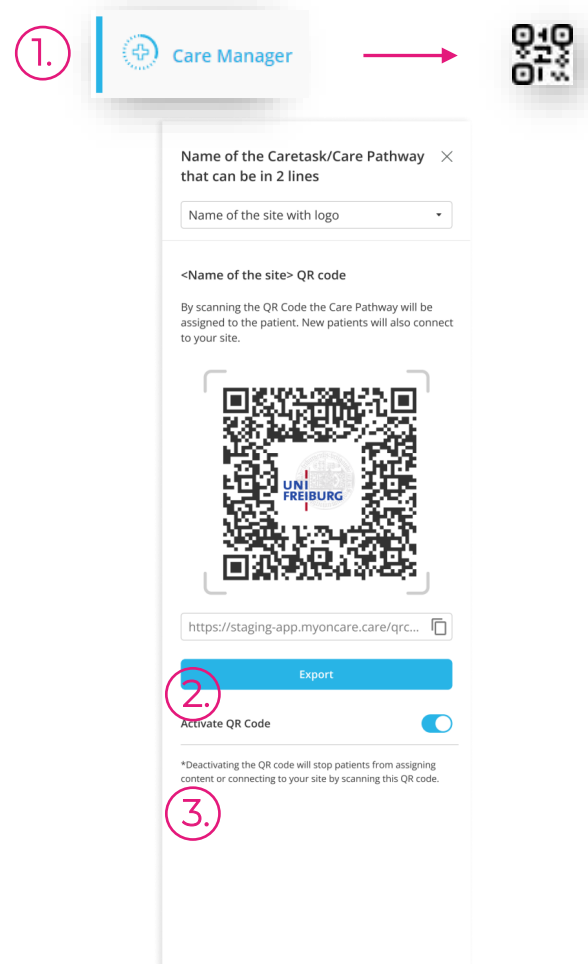 1.
Care Manager
Name of the Caretask/Care Pathway
that can be in 2 lines
Name of the site with logo
<Name of the site> QR code
By scanning the QR Code the Care Pathway will be
assigned to the patient. New patients will also connect
to your site.
UNI
FREIBURG
https://staging-app.myoncare.care/qrc...
Export
2.
Activate QR Code
*Deactivating the QR code will stop patients from assigning
content or connecting to your site by scanning this QR code.
3.